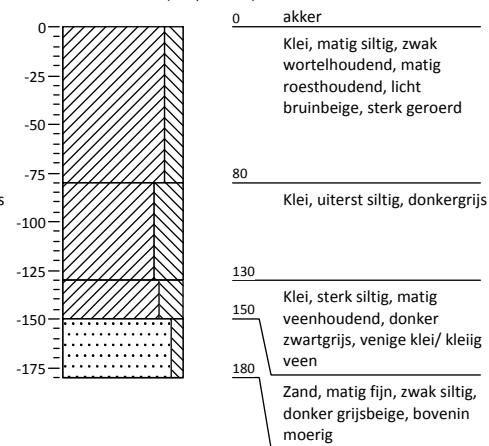 0 akker
0
Klei, matig siltig, zwak
wortelhoudend, matig
roesthoudend, licht
bruinbeige, sterk geroerd
-25
-50
-75
80
Klei, uiterst siltig, donkergrijs
s
-100
-125
130
Klei, sterk siltig, matig
veenhoudend, donker
zwartgrijs, venige klei/ kleiig
veen
-150
150
-175
180
Zand, matig fijn, zwak siltig,
donker grijsbeige, bovenin
moerig